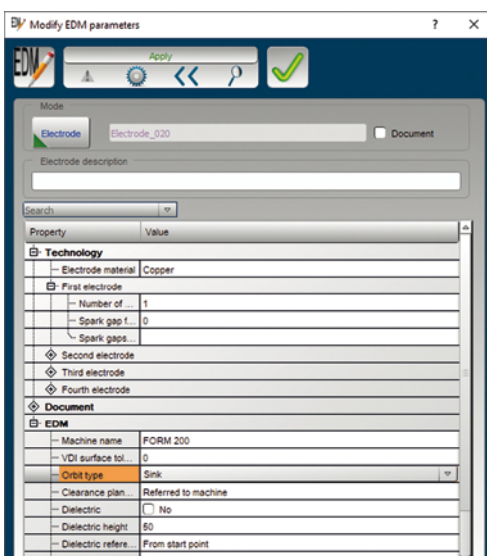 Modify EDM parameters ? ×
EDM
Apply
Mode
Electrode Electrode_020 Document
Electrode description
Search
Property Value
Technology
Electrode material Copper
First electrode
Number of ... 1
Spark gap f... 0
Spark gaps...
Second electrode
Third electrode
Fourth electrode
Document
EDM
Machine name FORM 200
VDI surface tol... 0
Orbit type Sink
Clearance plan... Referred to machine
Dielectric No
Dielectric height 50
Dielectric refere... From start point